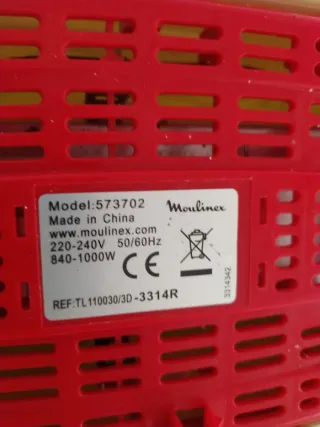 Model:573702
Moulinex
Made in China
www.moulinex.com
220-240V 50/60Hz
840-1000W
CE
REF:TL110030/3D-3314R
3314342